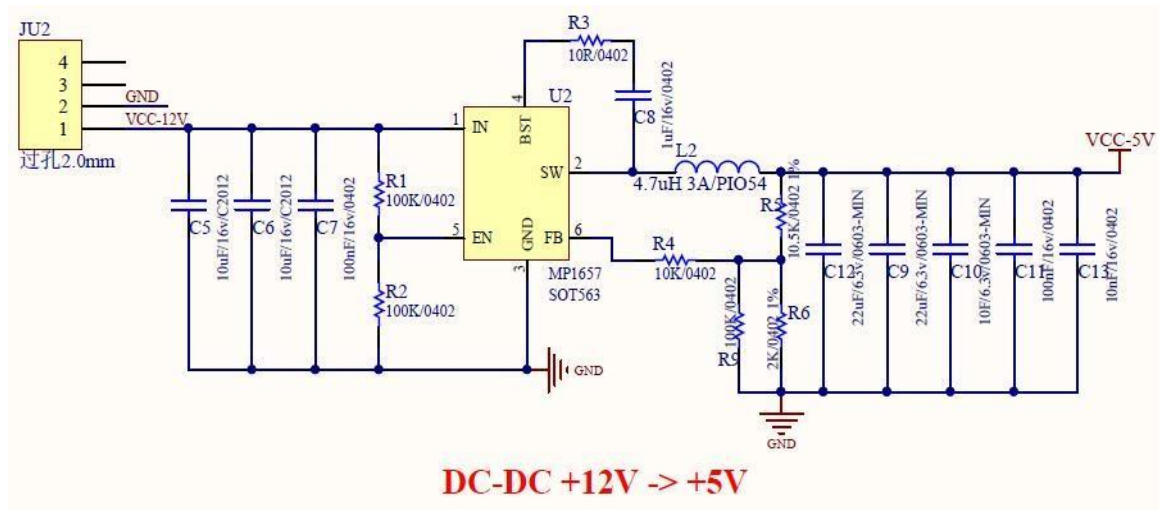 JU2
4
3
2
1
GND
VCC-12V
过孔2.0mm
C5
10uF/16v/C2012
C6
10uF/16v/C2012
C7
100nF/16v/0402
R1
100K/0402
R2
100K/0402
R3
10R/0402
C8
1uF/16v/0402
U2
1
IN
4
BST
SW
2
5
EN
GND
3
FB
6
MP1657
SOT563
GND
L2
4.7uH 3A/PIO54
R4
10K/0402
R5
10.5K/0402 1%
100K/0402
R9
2K/0402 1%
R6
C12
22uF/6.3v/0603-MIN
C9
22uF/6.3v/0603-MIN
C10
10F/6.3v/0603-MIN
C11
100nF/16v/0402
C13
10nF/16v/0402
VCC-5V
GND
DC-DC +12V -> +5V